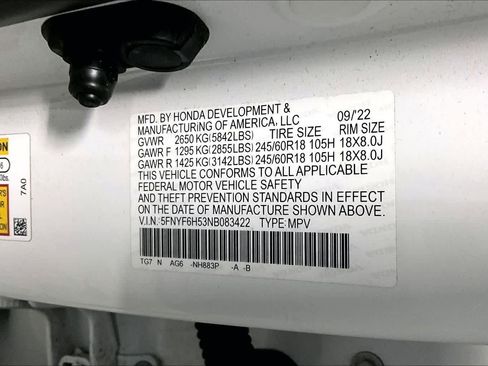 MFD. BY HONDA DEVELOPMENT &
MANUFACTURING OF AMERICA, LLC 09/'22
GVWR 2650 KG(5842LBS) TIRE SIZE RIM SIZE
GAWR F 1295 KG(2855LBS) 245/60R18 105H 18X8.0J
GAWR R 1425 KG(3142LBS) 245/60R18 105H 18X8.0J
THIS VEHICLE CONFORMS TO ALL APPLICABLE
FEDERAL MOTOR VEHICLE SAFETY
AND THEFT PREVENTION STANDARDS IN EFFECT
ON THE DATE OF MANUFACTURE SHOWN ABOVE.
V.I.N.: 5FNYF6H53NB083422 TYPE: MPV
TG7 N AG6 -NH883P -A -B
7A0